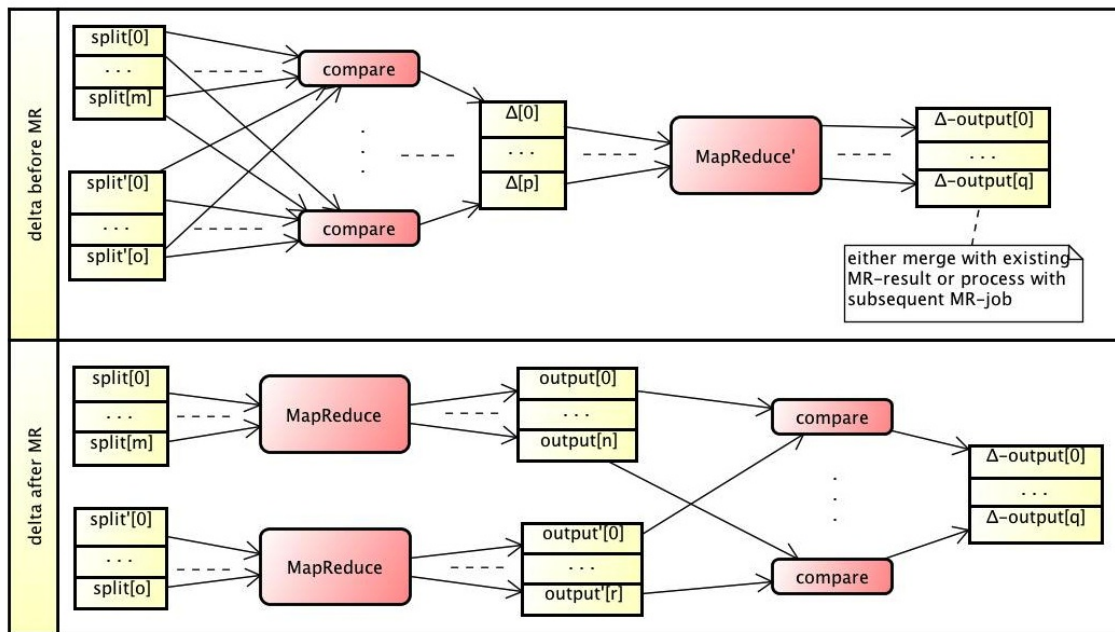 delta before MR
split[0]
. . .
split[m]
split'[0]
. . .
split'[o]
compare
compare
Δ[0]
. . .
Δ[p]
MapReduce'
Δ-output[0]
. . .
Δ-output[q]
either merge with existing
MR-result or process with
subsequent MR-job
delta after MR
split[0]
. . .
split[m]
MapReduce
output[0]
. . .
output[n]
split'[0]
. . .
split[o]
MapReduce
output'[0]
. . .
output'[r]
compare
compare
Δ-output[0]
. . .
Δ-output[q]